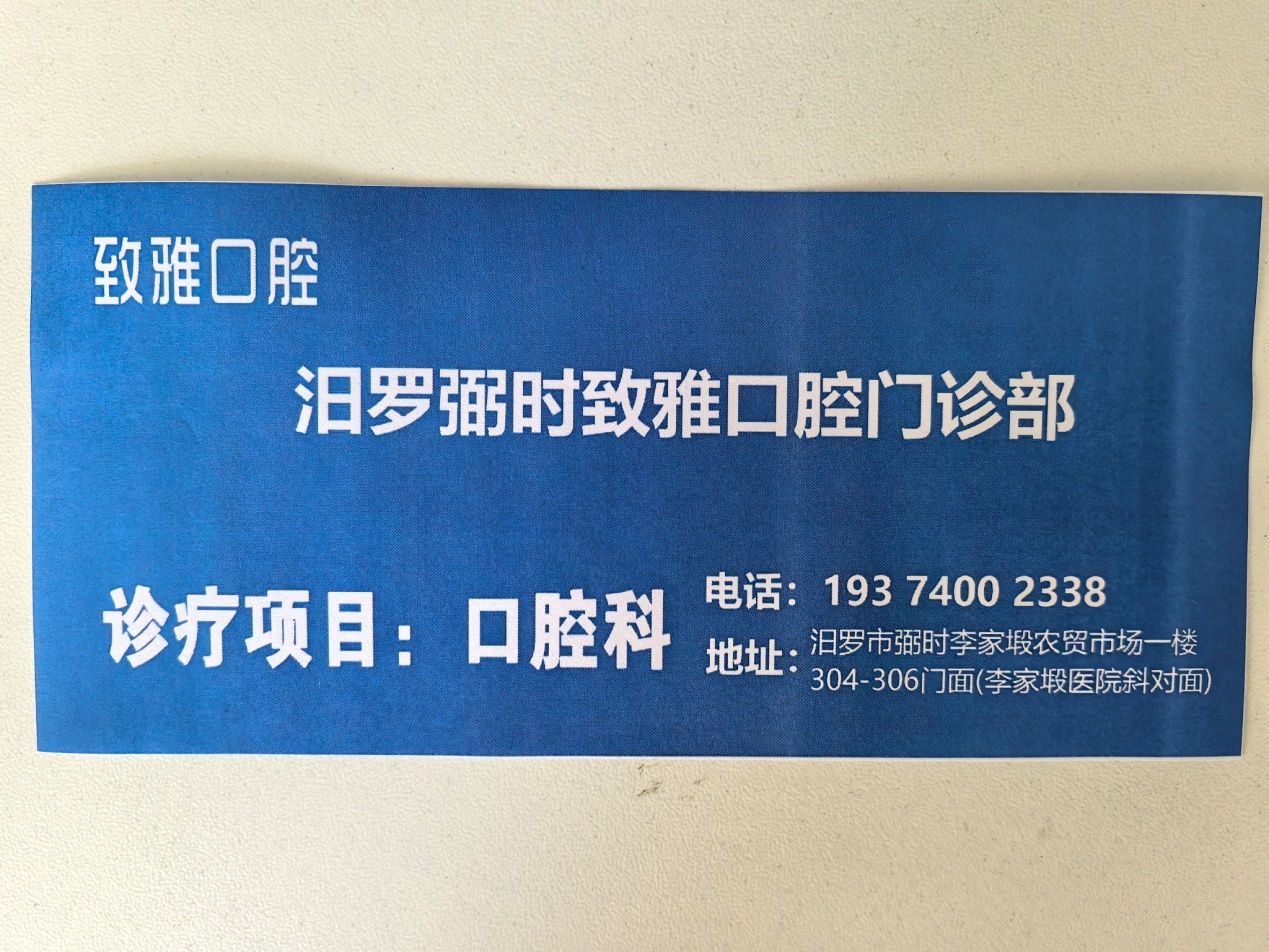 致雅口腔
汨罗弼时致雅口腔门诊部
诊疗项目：口腔科
电话：193 7400 2338
地址：汨罗市弼时李家塅农贸市场一楼
304-306门面(李家塅医院斜对面)